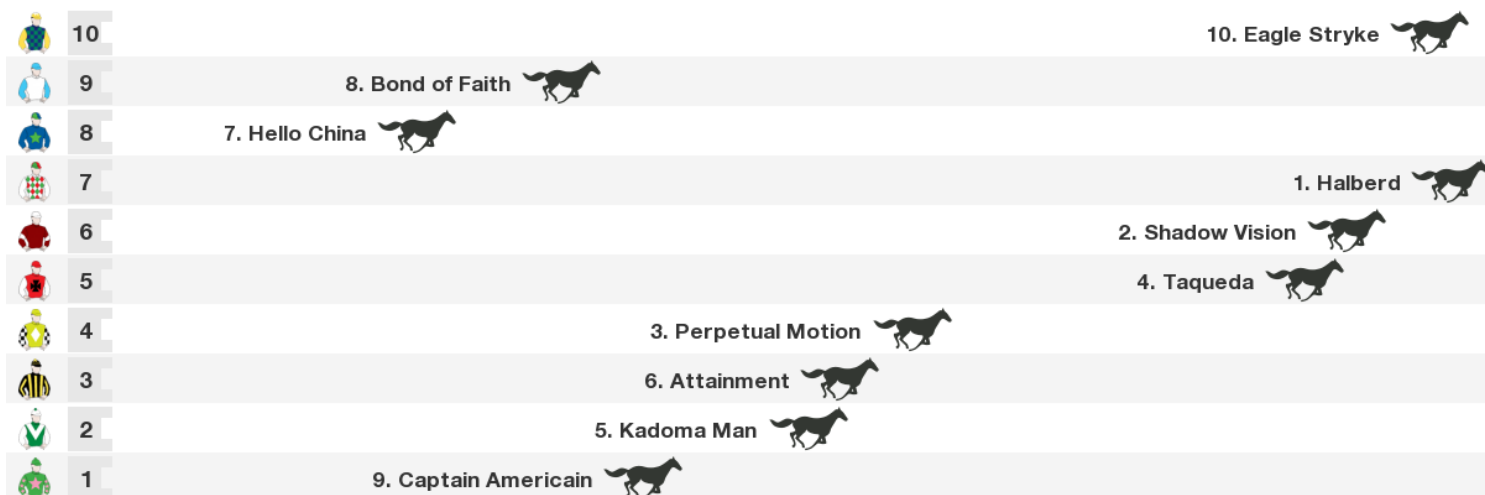 10 10. Eagle Stryke
9 8. Bond of Faith
8 7. Hello China
7 1. Halberd
6 2. Shadow Vision
5 4. Taqueda
4 3. Perpetual Motion
3 6. Attainment
2 5. Kadoma Man
1 9. Captain Americain